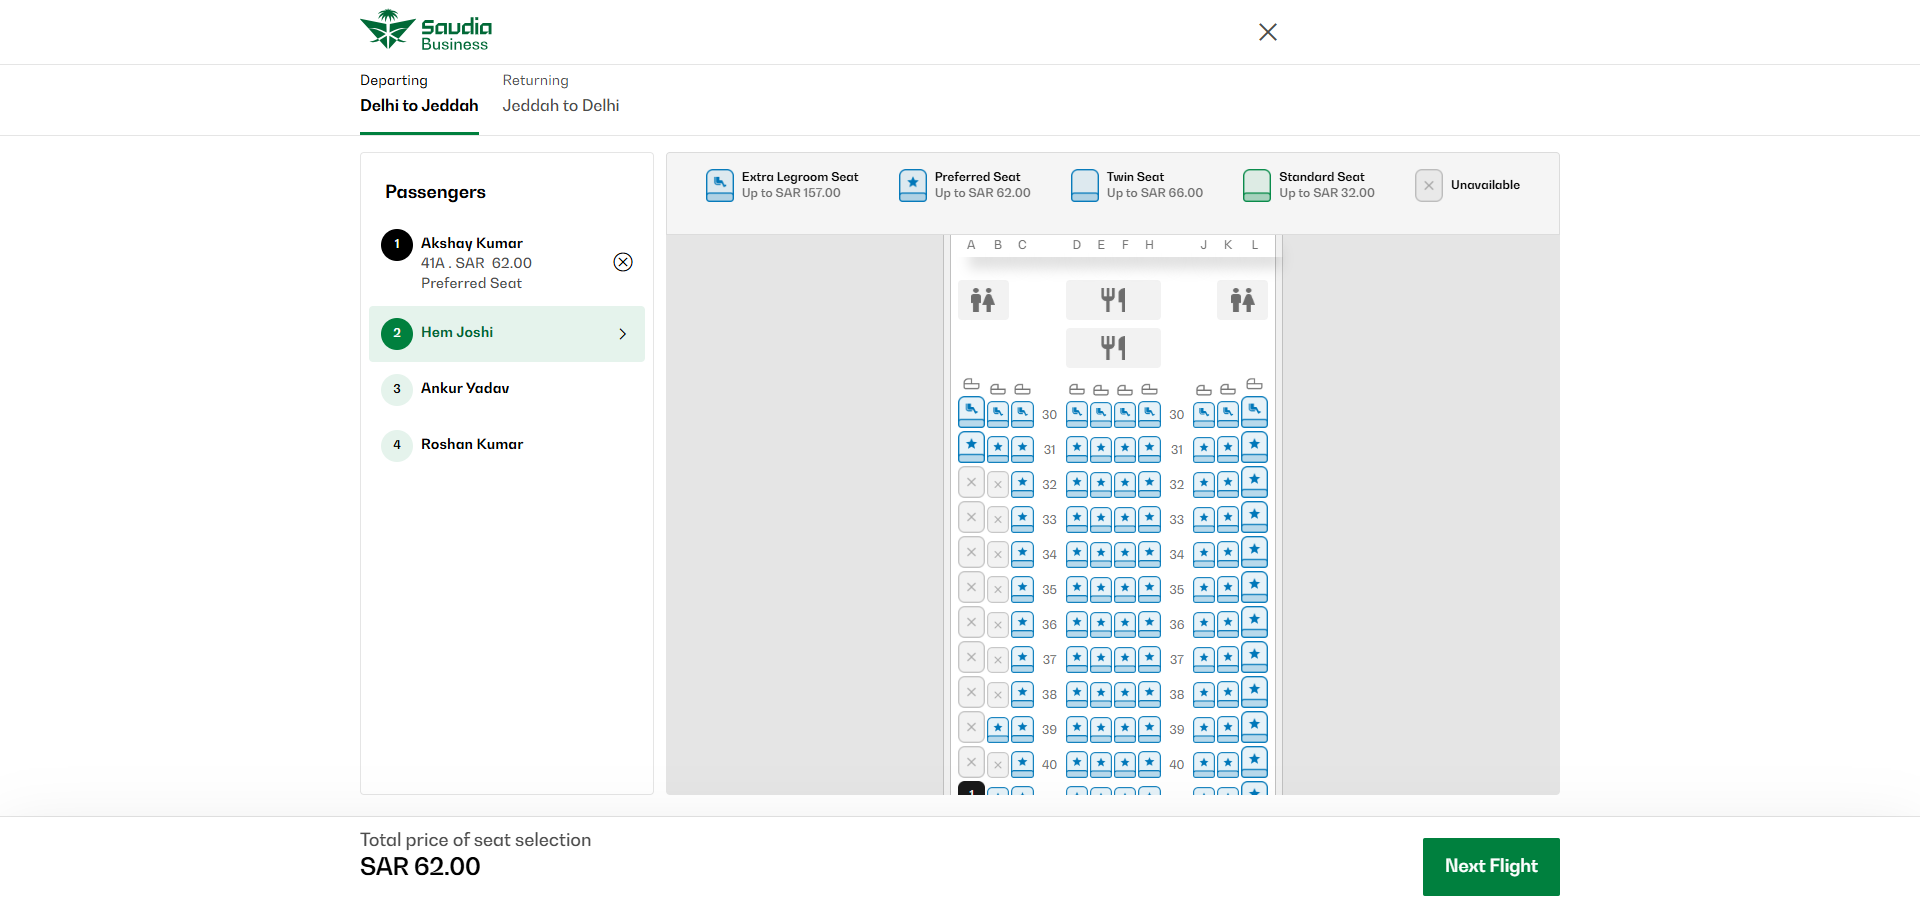 Saudia
Business
Departing
Delhi to Jeddah
Returning
Jeddah to Delhi
Passengers
1
Akshay Kumar
41A . SAR 62.00
Preferred Seat
2
Hem Joshi
3
Ankur Yadav
4
Roshan Kumar
Extra Legroom Seat
Up to SAR 157.00
Preferred Seat
Up to SAR 62.00
Twin Seat
Up to SAR 66.00
Standard Seat
Up to SAR 32.00
Unavailable
A B C D E F H J K L
30 30
31 31
32 32
33 33
34 34
35 35
36 36
37 37
38 38
39 39
40 40
1
Total price of seat selection
SAR 62.00
Next Flight